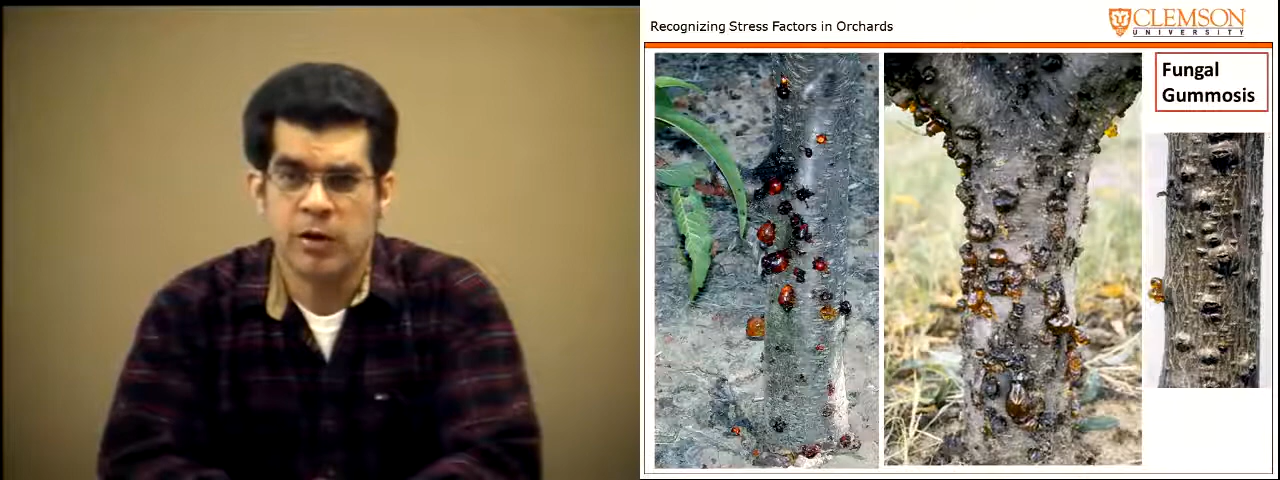 Recognizing Stress Factors in Orchards
CLEMSON
UNIVERSITY
Fungal
Gummosis